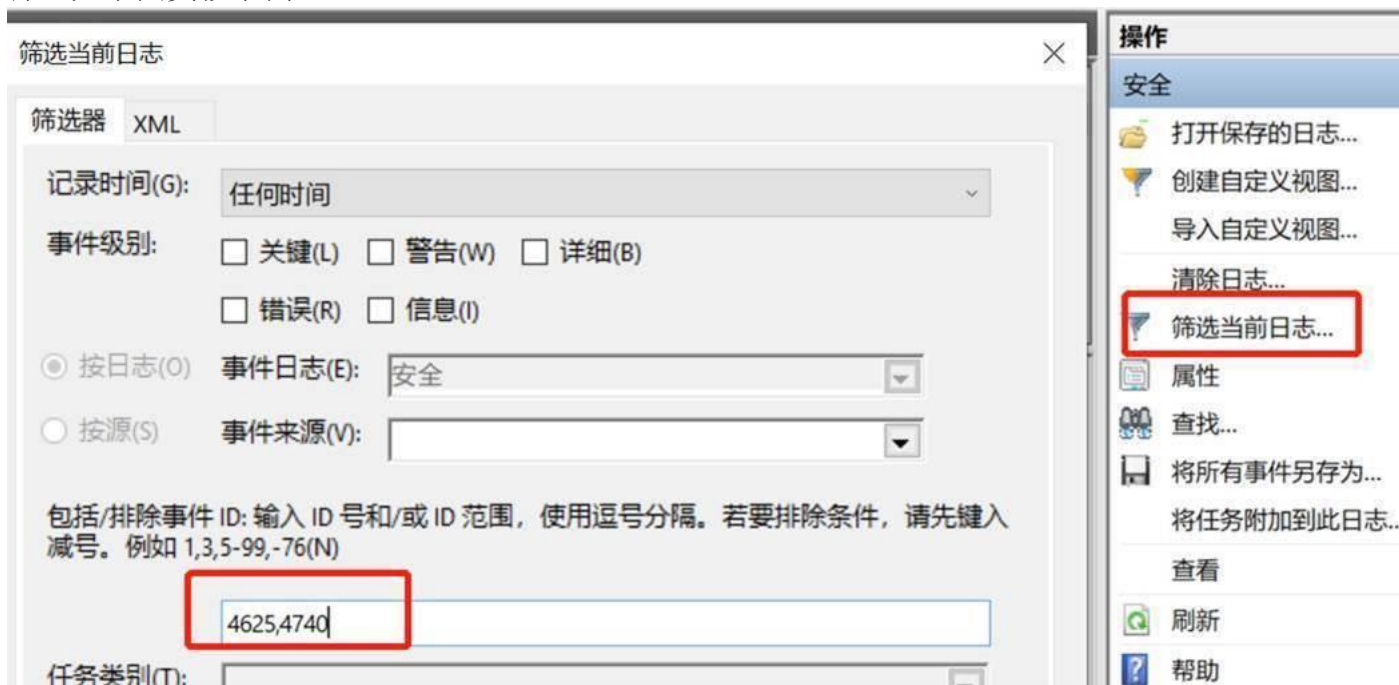 筛选当前日志
筛选器 XML
记录时间(G): 任何时间
事件级别: 关键(L) 警告(W) 详细(B)
错误(R) 信息(I)
按日志(O) 事件日志(E): 安全
按源(S) 事件来源(V):
包括/排除事件 ID: 输入 ID 号和/或 ID 范围，使用逗号分隔。若要排除条件，请先键入
减号。例如 1,3,5-99,-76(N)
4625,4740
任务类别(T):
操作
安全
打开保存的日志...
创建自定义视图...
导入自定义视图...
清除日志...
筛选当前日志...
属性
查找...
将所有事件另存为...
将任务附加到此日志...
查看
刷新
帮助